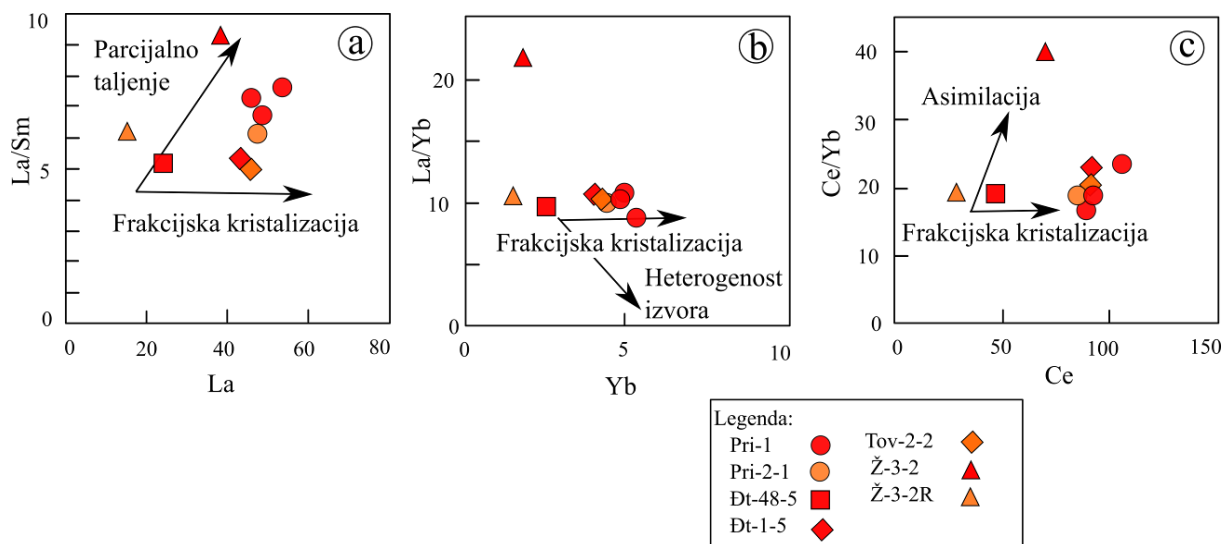 a
Parcijalno
taljenje
Frakcijska kristalizacija
La/Sm
10
5
0
0 20 40 60 80
La
b
Frakcijska kristalizacija
Heterogenost
izvora
La/Yb
20
10
0
0 5 10
Yb
c
Asimilacija
Frakcijska kristalizacija
Ce/Yb
40
30
20
10
0
0 50 100 150
Ce
Legenda:
Pri-1
Pri-2-1
Đt-48-5
Đt-1-5
Tov-2-2
Ž-3-2
Ž-3-2R